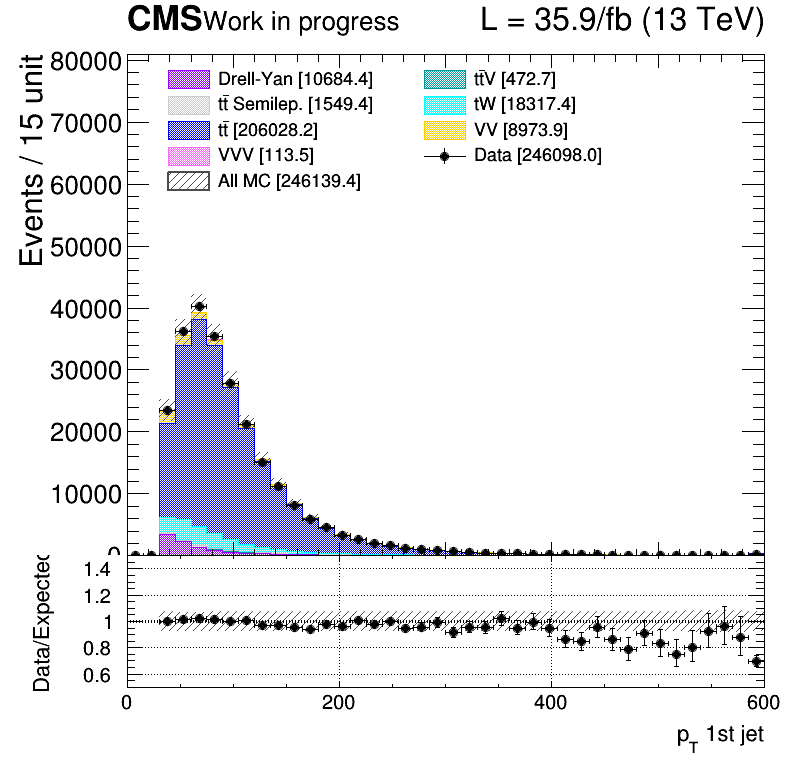 CMS Work in progress L = 35.9/fb (13 TeV)
Events / 15 unit
80000
70000
60000
50000
40000
30000
20000
10000
0
Drell-Yan [10684.4]
tt̄ Semilep. [1549.4]
tt̄ [206028.2]
VVV [113.5]
All MC [246139.4]
tt̄V [472.7]
tW [18317.4]
VV [8973.9]
Data [246098.0]
Data/Expected
1.4
1.2
1
0.8
0.6
0 200 400 600
p_T 1st jet